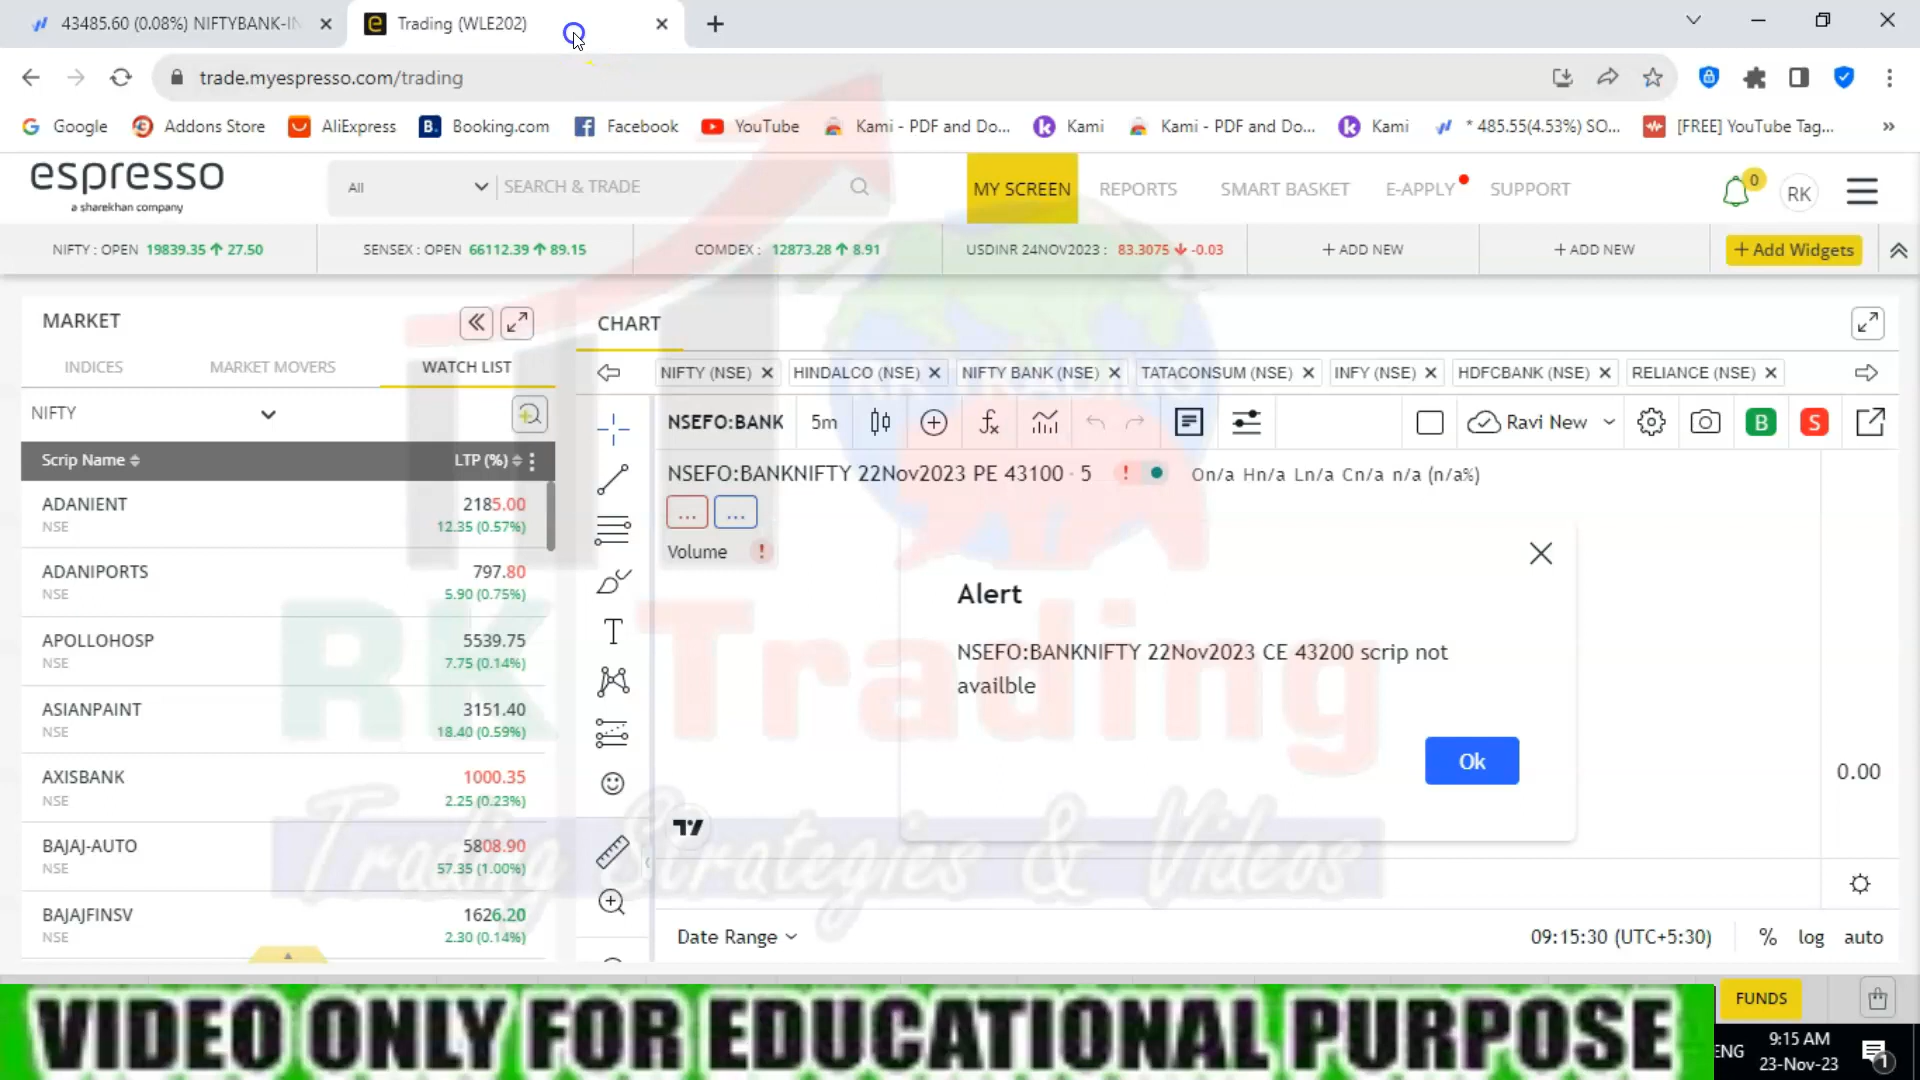 43485.60 (0.08%) NIFTYBANK-IN
Trading (WLE202)
trade.myespresso.com/trading
Google
Addons Store
AliExpress
Booking.com
Facebook
YouTube
Kami - PDF and Do...
Kami
Kami - PDF and Do...
Kami
* 485.55(4.53%) SO...
[FREE] YouTube Tag...
espresso
a sharekhan company
All
SEARCH & TRADE
MY SCREEN
REPORTS
SMART BASKET
E-APPLY
SUPPORT
0
RK
NIFTY : OPEN 19839.35 27.50
SENSEX : OPEN 66112.39 89.15
COMDEX : 12873.28 8.91
USDINR 24NOV2023 : 83.3075 -0.03
+ ADD NEW
+ ADD NEW
+ Add Widgets
MARKET
INDICES
MARKET MOVERS
WATCH LIST
NIFTY
Scrip Name
LTP (%)
ADANIENT 2185.00
NSE 12.35 (0.57%)
ADANIPORTS 797.80
NSE 5.90 (0.75%)
APOLLOHOSP 5539.75
NSE 7.75 (0.14%)
ASIANPAINT 3151.40
NSE 18.40 (0.59%)
AXISBANK 1000.35
NSE 2.25 (0.23%)
BAJAJ-AUTO 5808.90
NSE 57.35 (1.00%)
BAJAJFINSV 1626.20
NSE 2.30 (0.14%)
CHART
NIFTY (NSE)
HINDALCO (NSE)
NIFTY BANK (NSE)
TATACONSUM (NSE)
INFY (NSE)
HDFCBANK (NSE)
RELIANCE (NSE)
NSEFO:BANK
5m
Ravi New
B
S
NSEFO:BANKNIFTY 22Nov2023 PE 43100 · 5
On/a Hn/a Ln/a Cn/a n/a (n/a%)
...
...
Volume
Alert
NSEFO:BANKNIFTY 22Nov2023 CE 43200 scrip not
availble
Ok
0.00
Date Range
09:15:30 (UTC+5:30)
%
log
auto
RK Trading
Trading Strategies & Videos
FUNDS
VIDEO ONLY FOR EDUCATIONAL PURPOSE
ENG
9:15 AM
23-Nov-23
1